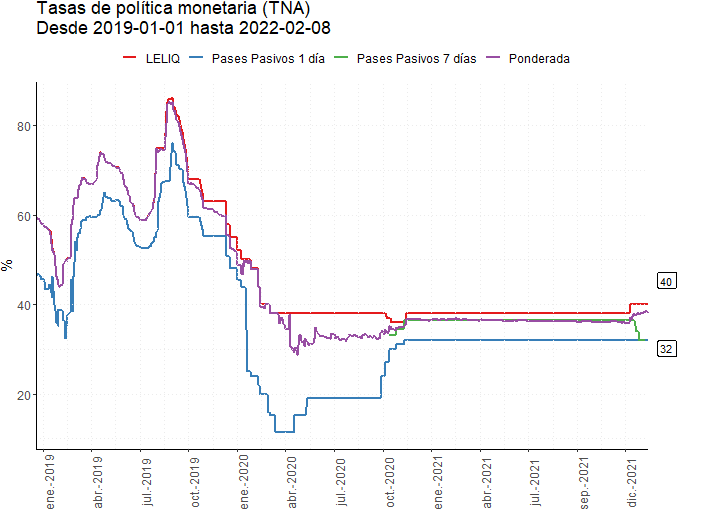 Tasas de política monetaria (TNA)
Desde 2019-01-01 hasta 2022-02-08
LELIQ Pases Pasivos 1 día Pases Pasivos 7 días Ponderada
%
80
60
40
20
40
32
ene.-2019 abr.-2019 jul.-2019 oct.-2019 ene.-2020 abr.-2020 jul.-2020 oct.-2020 ene.-2021 abr.-2021 jun.-2021 sep.-2021 dic.-2021